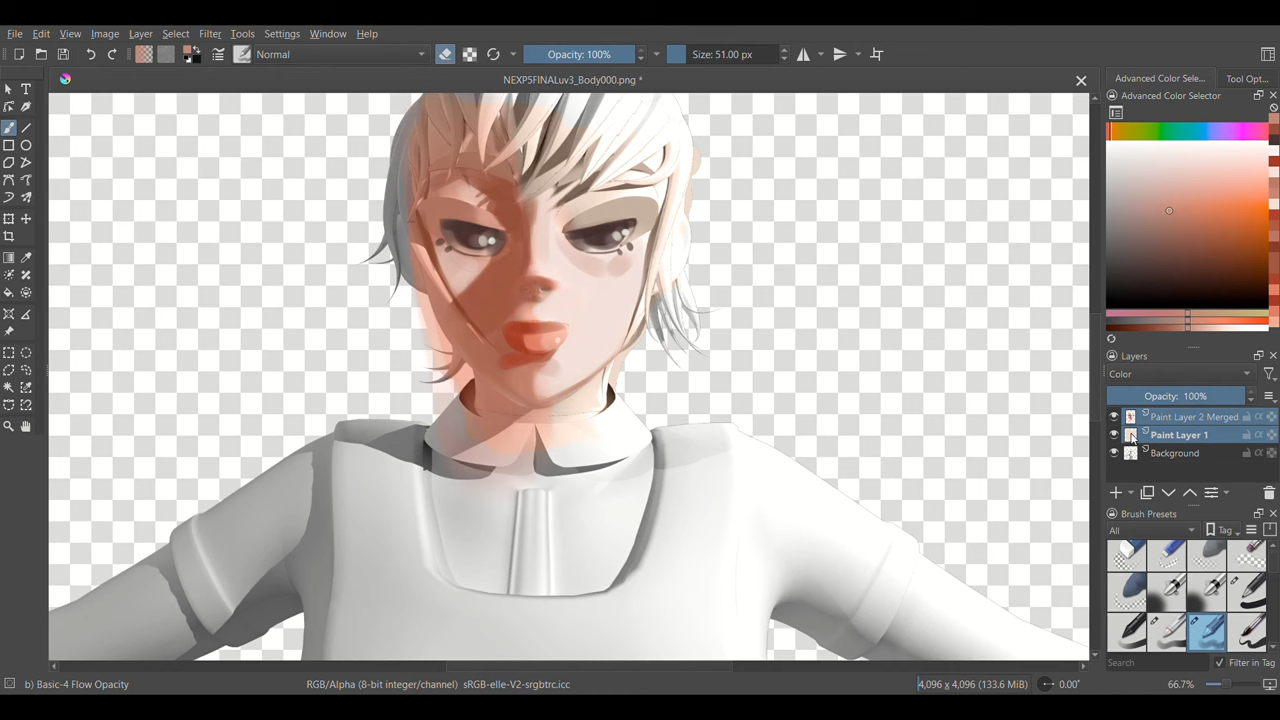 File Edit View Image Layer Select Filter Tools Settings Window Help
Normal Opacity: 100% Size: 51.00 px
NEXP5FINALuv3_Body000.png *
Advanced Color Sele... Tool Opt...
Advanced Color Selector
Layers
Color
Opacity: 100%
Paint Layer 2 Merged
Paint Layer 1
Background
Brush Presets
All Tag
Search Filter in Tag
b) Basic-4 Flow Opacity RGB/Alpha (8-bit integer/channel) sRGB-elle-V2-srgbtrc.icc 4,096 x 4,096 (133.6 MiB) 0.00° 66.7%